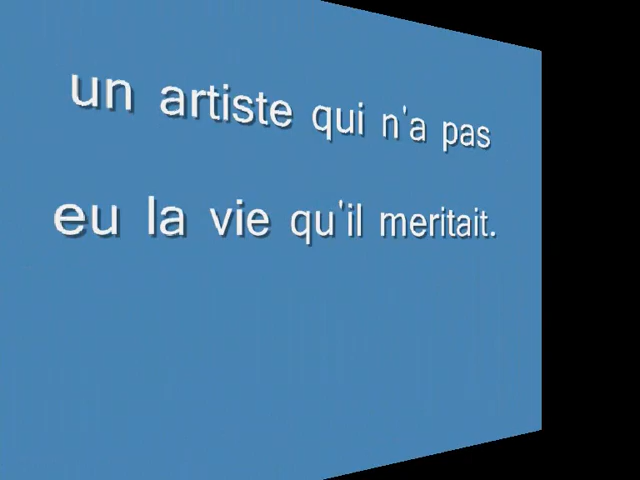 un artiste qui n'a pas
eu la vie qu'il meritait.